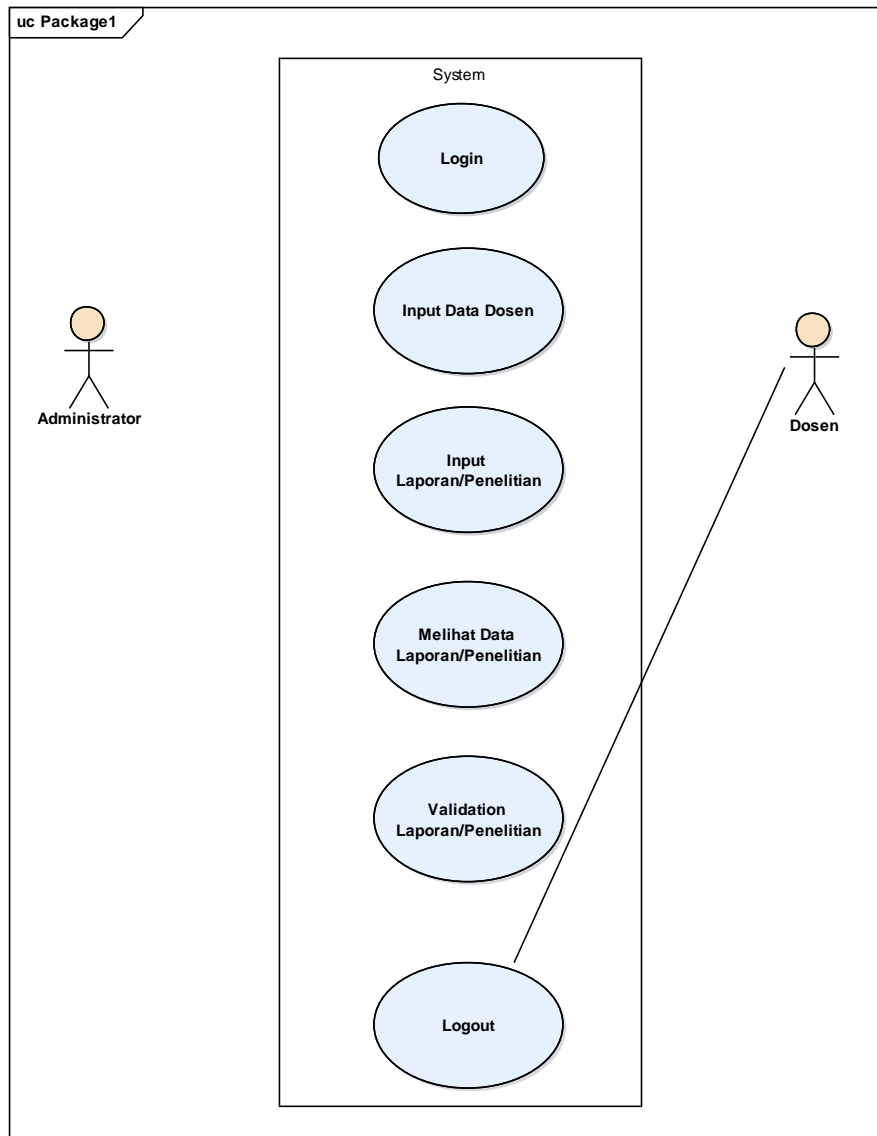 uc Package1
System
Login
Input Data Dosen
Administrator
Dosen
Input
Laporan/Penelitian
Melihat Data
Laporan/Penelitian
Validation
Laporan/Penelitian
Logout